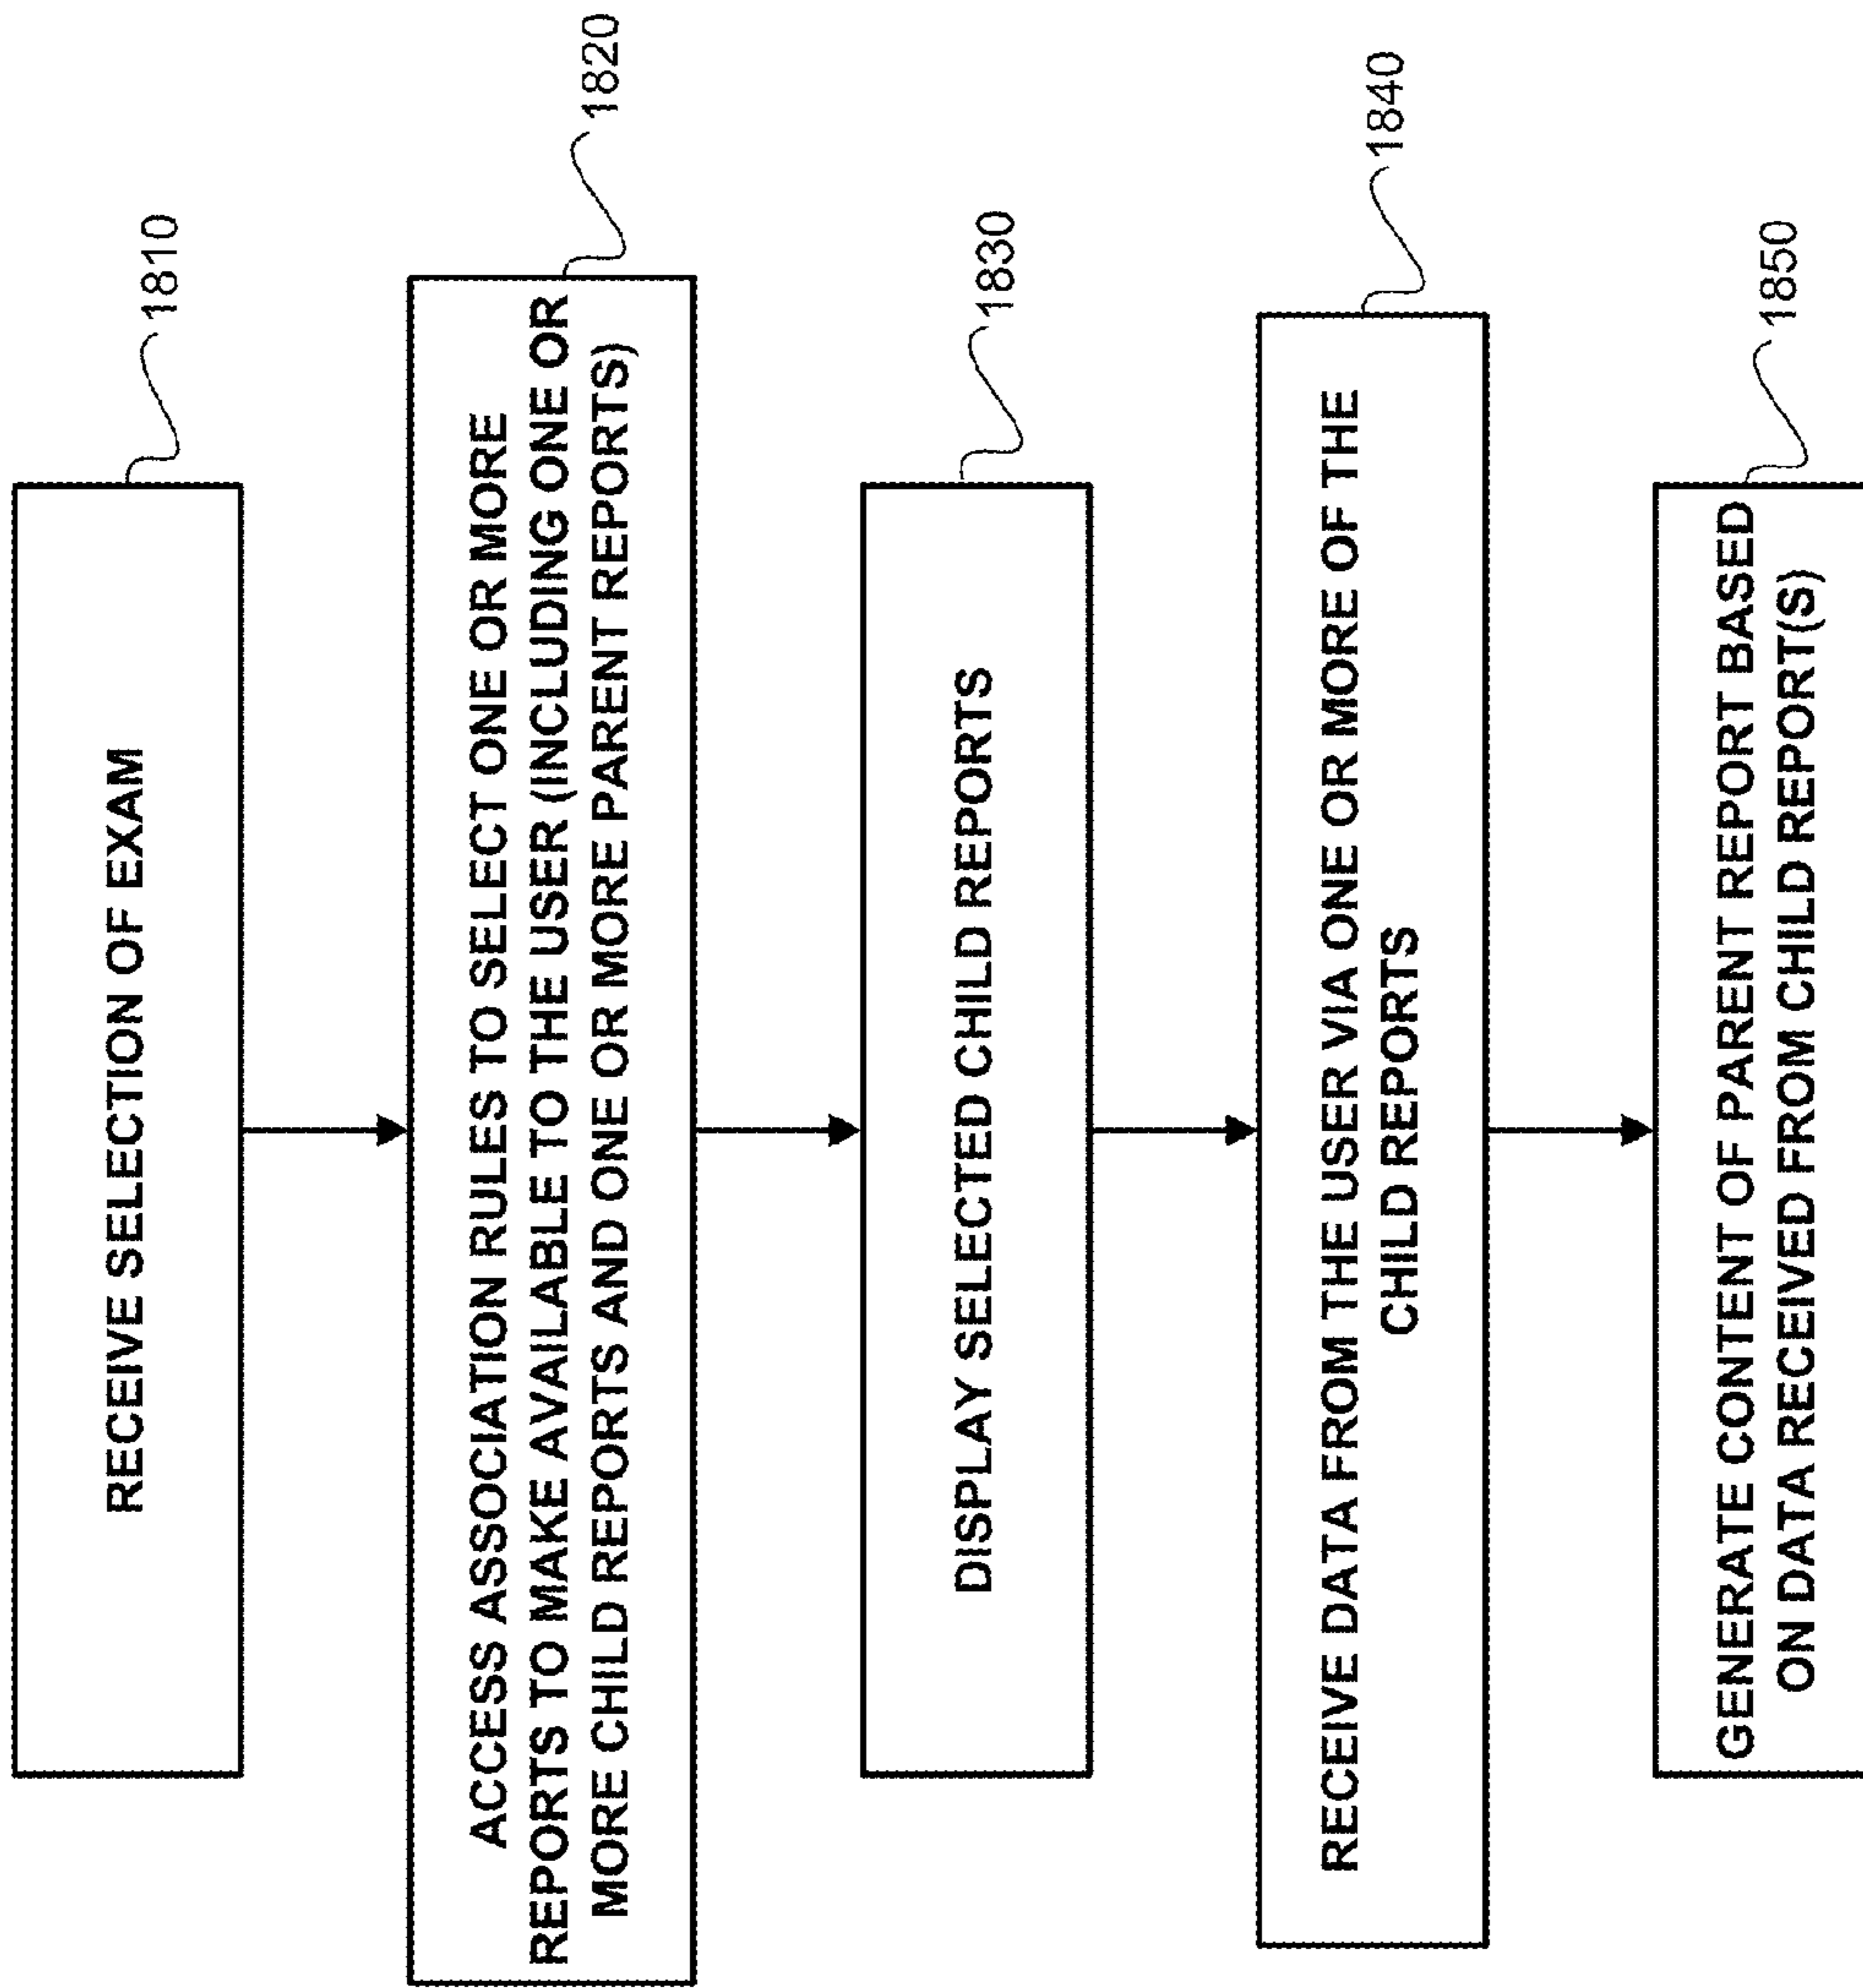 RECEIVE SELECTION OF EXAM
1810
ACCESS ASSOCIATION RULES TO SELECT ONE OR MORE
REPORTS TO MAKE AVAILABLE TO THE USER (INCLUDING ONE OR
MORE CHILD REPORTS AND ONE OR MORE PARENT REPORTS)
1820
DISPLAY SELECTED CHILD REPORTS
1830
RECEIVE DATA FROM THE USER VIA ONE OR MORE OF THE
CHILD REPORTS
1840
GENERATE CONTENT OF PARENT REPORT BASED
ON DATA RECEIVED FROM CHILD REPORT(S)
1850